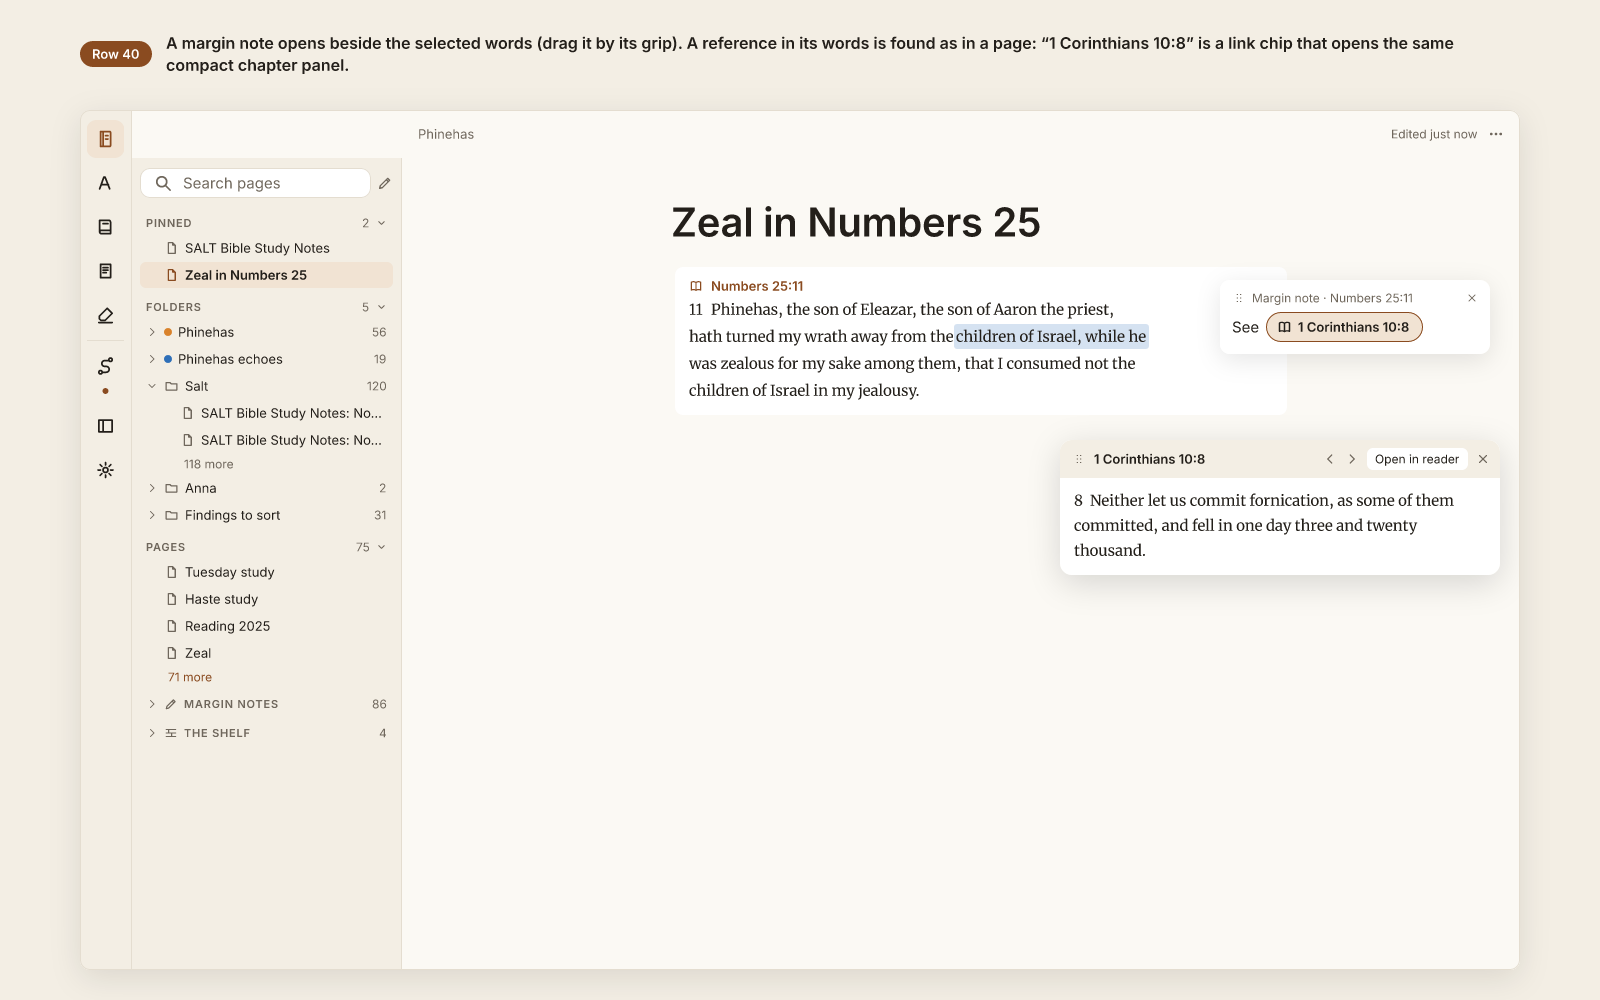 Row 40
A margin note opens beside the selected words (drag it by its grip). A reference in its words is found as in a page: “1 Corinthians 10:8” is a link chip that opens the same
compact chapter panel.
Phinehas
Edited just now
Search pages
PINNED 2
SALT Bible Study Notes
Zeal in Numbers 25
FOLDERS 5
Phinehas 56
Phinehas echoes 19
Salt 120
SALT Bible Study Notes: No...
SALT Bible Study Notes: No...
118 more
Anna 2
Findings to sort 31
PAGES 75
Tuesday study
Haste study
Reading 2025
Zeal
71 more
MARGIN NOTES 86
THE SHELF 4
Zeal in Numbers 25
Numbers 25:11
11 Phinehas, the son of Eleazar, the son of Aaron the priest,
hath turned my wrath away from the children of Israel, while he
was zealous for my sake among them, that I consumed not the
children of Israel in my jealousy.
Margin note · Numbers 25:11
See 1 Corinthians 10:8
1 Corinthians 10:8
Open in reader
8 Neither let us commit fornication, as some of them
committed, and fell in one day three and twenty
thousand.